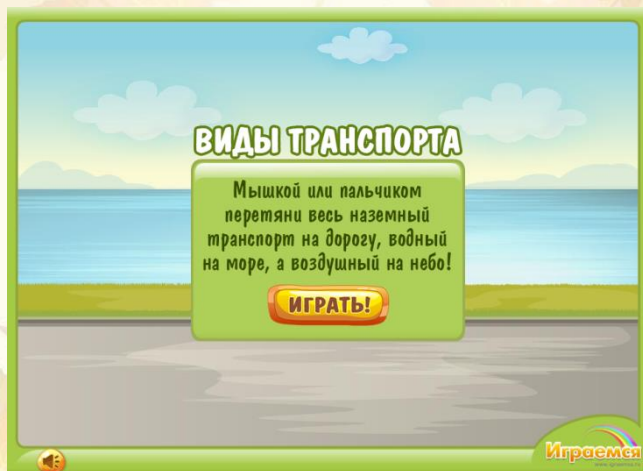 ВИДЫ ТРАНСПОРТА
Мышкой или пальчиком
перетяни весь наземный
транспорт на дорогу, водный
на море, а воздушный на небо!
ИГРАТЬ!
Играемся